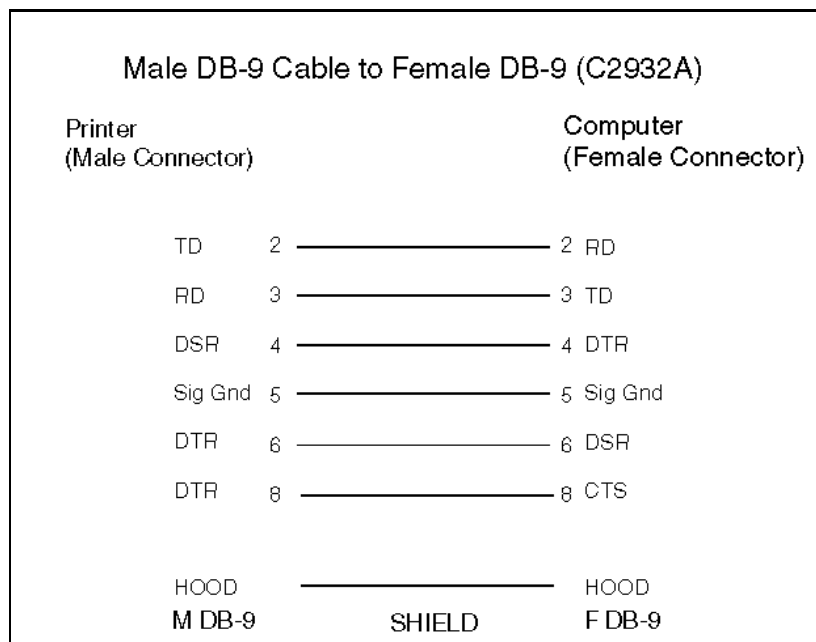 Male DB-9 Cable to Female DB-9 (C2932A)
Printer
(Male Connector)
Computer
(Female Connector)
TD 2 2 RD
RD 3 3 TD
DSR 4 4 DTR
Sig Gnd 5 5 Sig Gnd
DTR 6 6 DSR
DTR 8 8 CTS
HOOD HOOD
M DB-9 SHIELD F DB-9